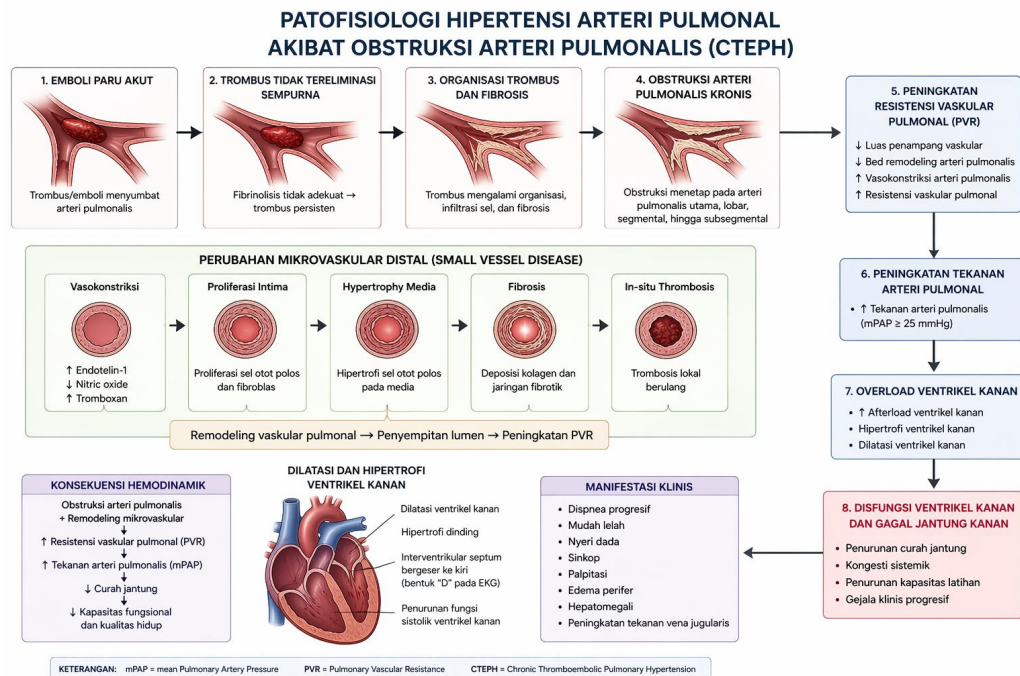 PATOFISIOLOGI HIPERTENSI ARTERI PULMONAL
AKIBAT OBSTRUKSI ARTERI PULMONALIS (CTEPH)
1. EMBOLI PARU AKUT
Trombus/emboli menyumbat
arteri pulmonalis
2. TROMBUS TIDAK TERELIMINASI
SEMPURNA
Fibrinolisis tidak adequat →
trombus persisten
3. ORGANISASI TROMBUS
DAN FIBROSIS
Trombus mengalami organisasi,
infiltrasi sel, dan fibrosis
4. OBSTRUKSI ARTERI
PULMONALIS KRONIS
Obstruksi menetap pada arteri
pulmonalis utama, lobar,
segmental, hingga subsegmental
5. PENINGKATAN
RESISTENSI VASKULAR
PULMONAL (PVR)
↓ Luas penampang vaskular
↓ Bed remodeling arteri pulmonalis
↑ Vasokonstriksi arteri pulmonalis
↑ Resistensi vaskular pulmonal
6. PENINGKATAN TEKANAN
ARTERI PULMONAL
• ↑ Tekanan arteri pulmonalis
(mPAP ≥ 25 mmHg)
7. OVERLOAD VENTRIKEL KANAN
• ↑ Afterload ventrikel kanan
• Hipertrofi ventrikel kanan
• Dilatasi ventrikel kanan
8. DISFUNGSI VENTRIKEL KANAN
DAN GAGAL JANTUNG KANAN
• Penurunan curah jantung
• Kongesti sistemik
• Penurunan kapasitas latihan
• Gejala klinis progresif
PERUBAHAN MIKROVASKULAR DISTAL (SMALL VESSEL DISEASE)
Vasokonstriksi
↑ Endotelin-1
↓ Nitric oxide
↑ Tromboxan
Proliferasi Intima
Proliferasi sel otot polos
dan fibroblas
Hypertrophy Media
Hipertrofi sel otot polos
pada media
Fibrosis
Deposisi kolagen dan
jaringan fibrotik
In-situ Thrombosis
Trombosis lokal
berulang
Remodeling vaskular pulmonal → Penyempitan lumen → Peningkatan PVR
KONSEKUENSI HEMODINAMIK
Obstruksi arteri pulmonalis
+ Remodeling mikrovaskular
↑ Resistensi vaskular pulmonal (PVR)
↑ Tekanan arteri pulmonalis (mPAP)
↓ Curah jantung
↓ Kapasitas fungsional
dan kualitas hidup
DILATASI DAN HIPERTROFI
VENTRIKEL KANAN
Dilatasi ventrikel kanan
Hipertrofi dinding
Interventrikular septum
bergeser ke kiri
(bentuk "D" pada EKG)
Penurunan fungsi
sistolik ventrikel kanan
MANIFESTASI KLINIS
• Dispnea progresif
• Mudah lelah
• Nyeri dada
• Sinkop
• Palpitasi
• Edema perifer
• Hepatomegali
• Peningkatan tekanan vena jugularis
KETERANGAN: mPAP = mean Pulmonary Artery Pressure PVR = Pulmonary Vascular Resistance CTEPH = Chronic Thromboembolic Pulmonary Hypertension